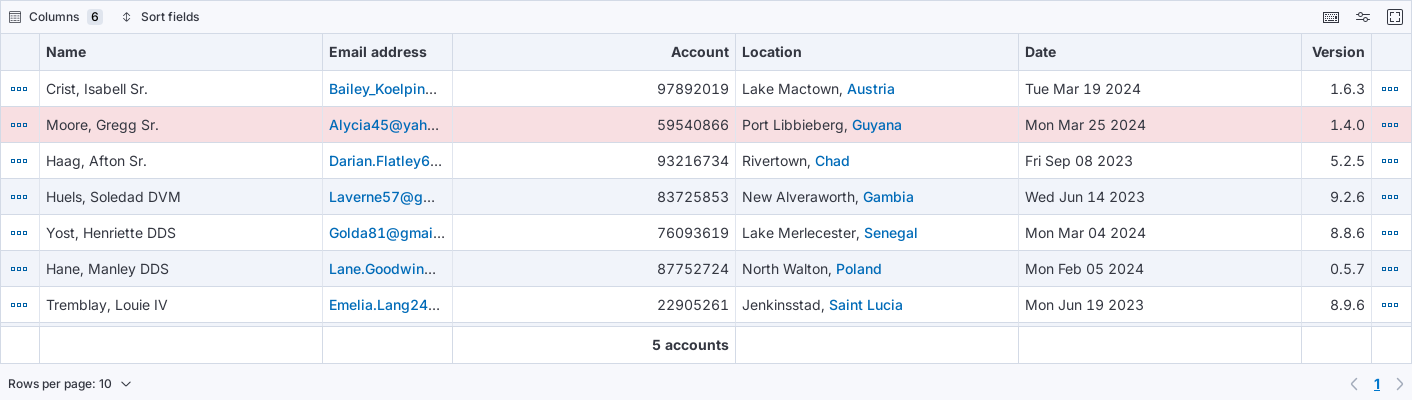 Columns 6 Sort fields
Name Email address Account Location Date Version
Crist, Isabell Sr. Bailey_Koelpin... 97892019 Lake Mactown, Austria Tue Mar 19 2024 1.6.3
Moore, Gregg Sr. Alycia45@yah... 59540866 Port Libbieberg, Guyana Mon Mar 25 2024 1.4.0
Haag, Afton Sr. Darian.Flatley6... 93216734 Rivertown, Chad Fri Sep 08 2023 5.2.5
Huels, Soledad DVM Laverne57@g... 83725853 New Alveraworth, Gambia Wed Jun 14 2023 9.2.6
Yost, Henriette DDS Golda81@gmai... 76093619 Lake Merlecester, Senegal Mon Mar 04 2024 8.8.6
Hane, Manley DDS Lane.Goodwin... 87752724 North Walton, Poland Mon Feb 05 2024 0.5.7
Tremblay, Louie IV Emelia.Lang24... 22905261 Jenkinsstad, Saint Lucia Mon Jun 19 2023 8.9.6
5 accounts
Rows per page: 10 1